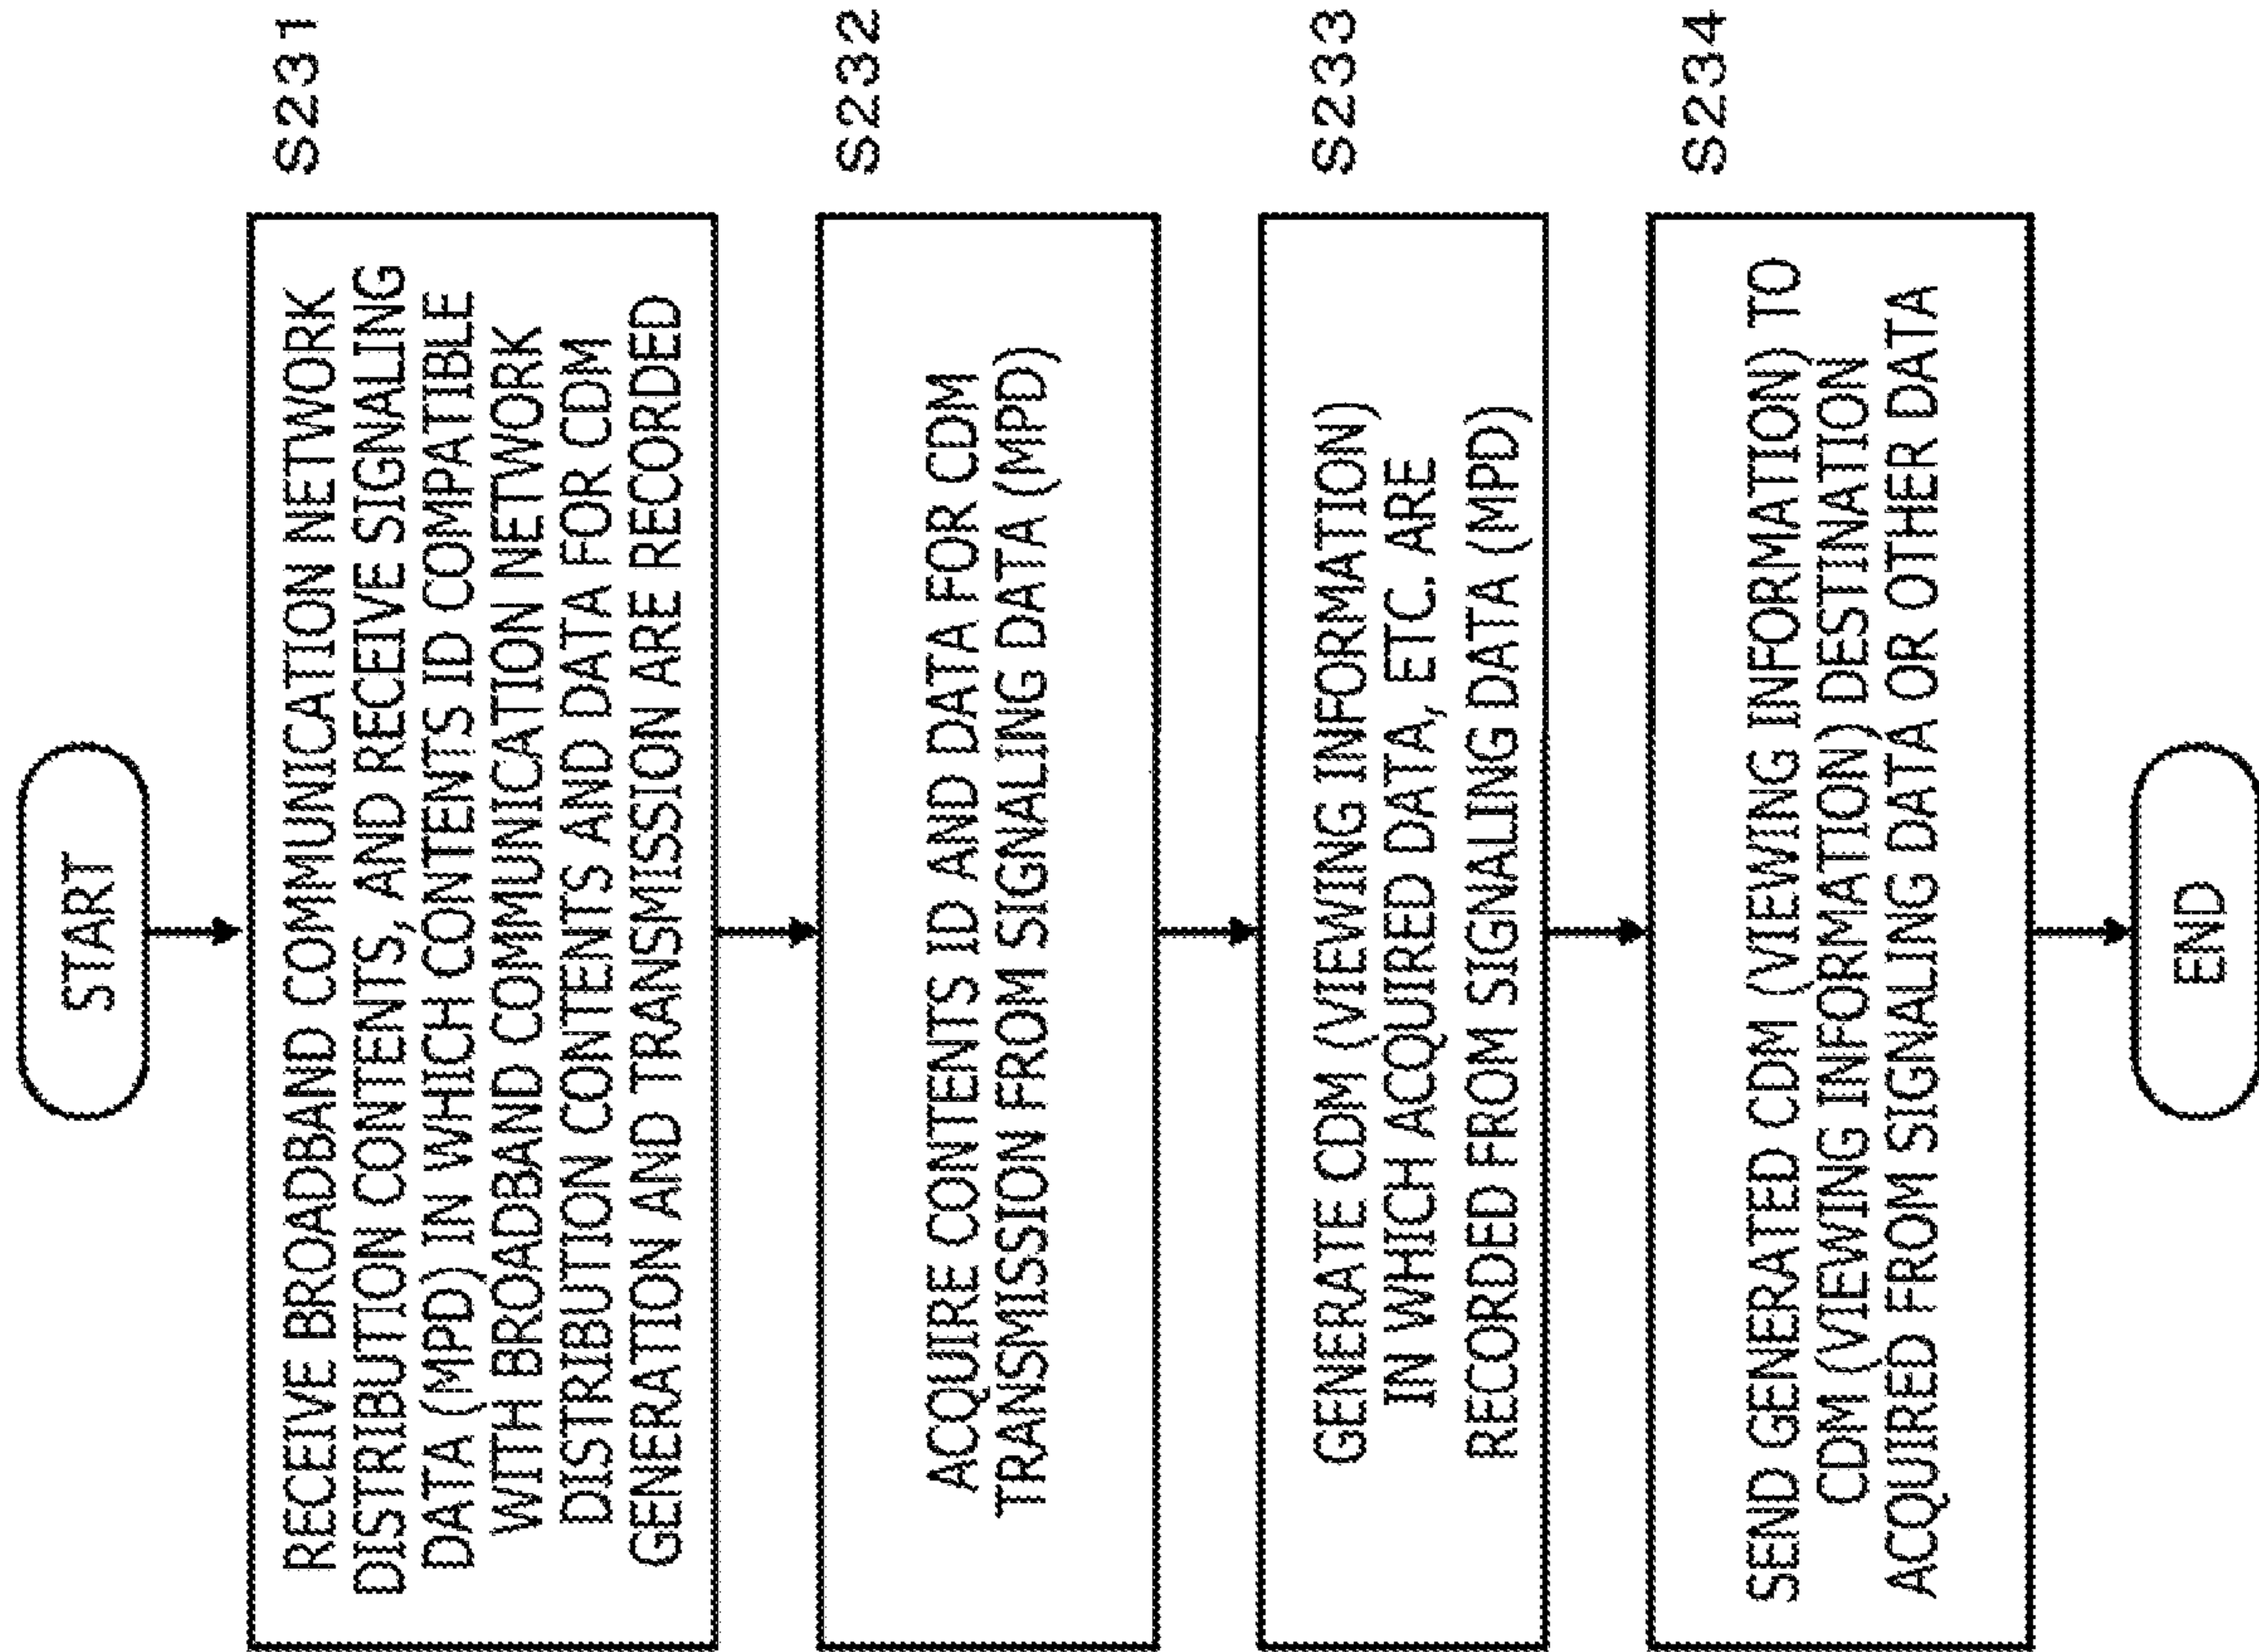 START
S231
RECEIVE BROADBAND COMMUNICATION NETWORK
DISTRIBUTION CONTENTS, AND RECEIVE SIGNALING
DATA (MPD) IN WHICH CONTENTS ID COMPATIBLE
WITH BROADBAND COMMUNICATION NETWORK
DISTRIBUTION CONTENTS AND DATA FOR CDM
GENERATION AND TRANSMISSION ARE RECORDED
S232
ACQUIRE CONTENTS ID AND DATA FOR CDM
TRANSMISSION FROM SIGNALING DATA (MPD)
S233
GENERATE CDM (VIEWING INFORMATION)
IN WHICH ACQUIRED DATA, ETC. ARE
RECORDED FROM SIGNALING DATA (MPD)
S234
SEND GENERATED CDM (VIEWING INFORMATION) TO
CDM (VIEWING INFORMATION) DESTINATION
ACQUIRED FROM SIGNALING DATA OR OTHER DATA
END